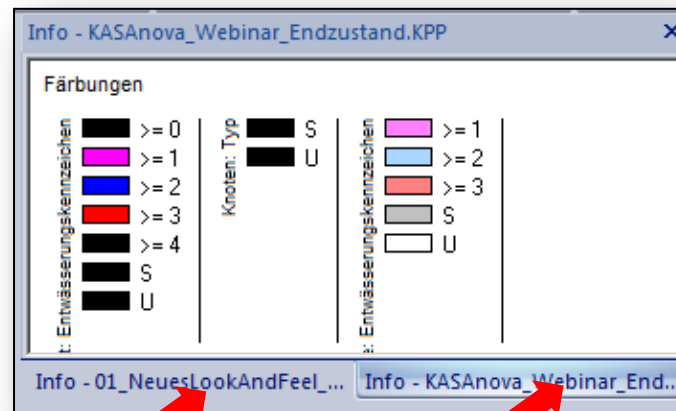 Info - KASAnova_Webinar_Endzustand.KPP
Färbungen
t: Entwässerungskennzeichen
>= 0
>= 1
>= 2
>= 3
>= 4
S
U
Knoten: Typ
S
U
e: Entwässerungskennzeichen
>= 1
>= 2
>= 3
S
U
Info - 01_NeuesLookAndFeel_...
Info - KASAnova_Webinar_End...